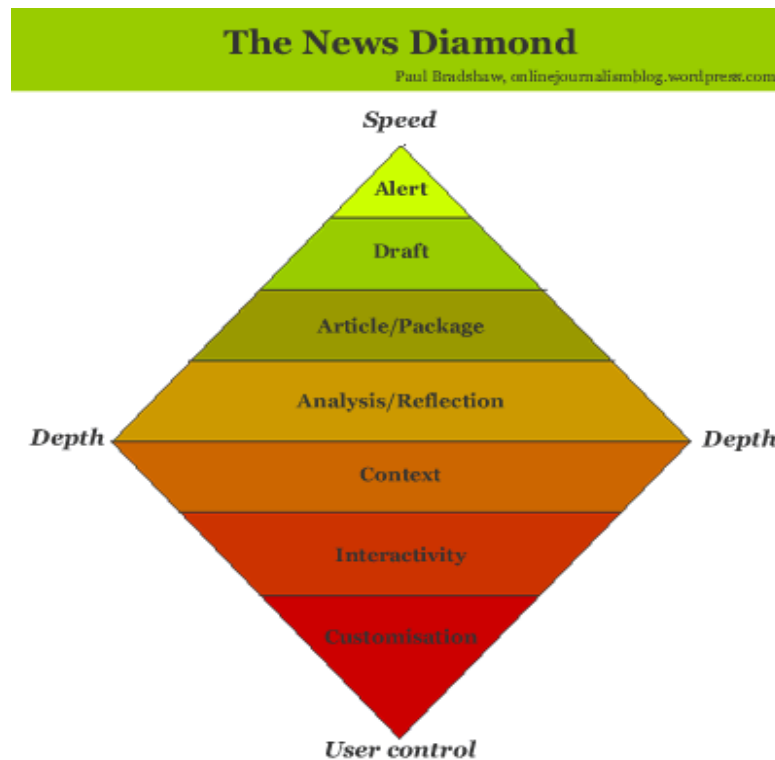 The News Diamond
Paul Bradshaw, onlinejournalismblog.wordpress.com
Speed
Alert
Draft
Article/Package
Analysis/Reflection
Depth
Depth
Context
Interactivity
Customisation
User control